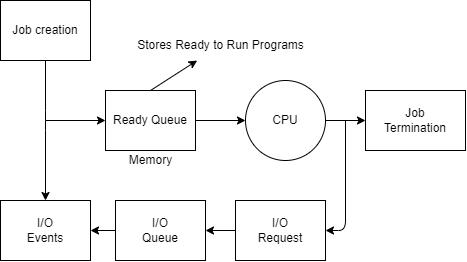 Job creation
Stores Ready to Run Programs
Ready Queue
CPU
Job
Termination
Memory
I/O
Events
I/O
Queue
I/O
Request